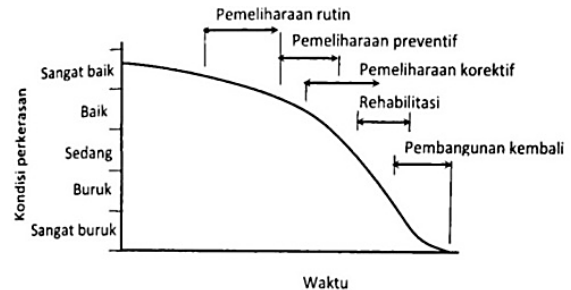 Pemeliharaan rutin
Pemeliharaan preventif
Pemeliharaan korektif
Rehabilitasi
Pembangunan kembali
Kondisi perkerasan
Sangat baik
Baik
Sedang
Buruk
Sangat buruk
Waktu